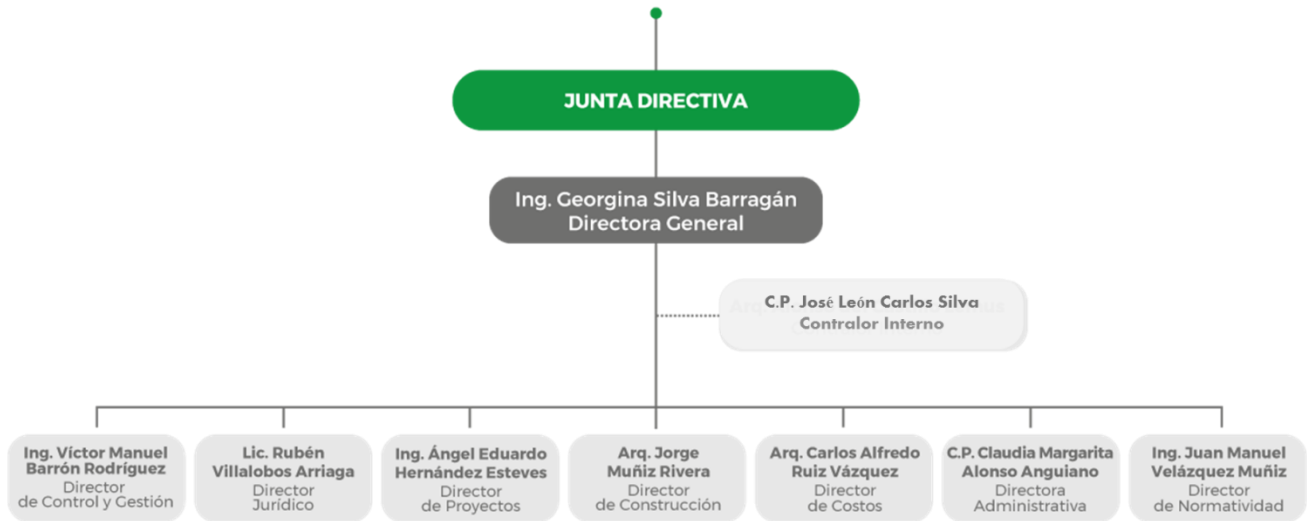 JUNTA DIRECTIVA
Ing. Georgina Silva Barragán
Directora General
C.P. José León Carlos Silva
Contralor Interno
Ing. Víctor Manuel
Barrón Rodríguez
Director
de Control y Gestión
Lic. Rubén
Villalobos Arriaga
Director
Jurídico
Ing. Ángel Eduardo
Hernández Esteves
Director
de Proyectos
Arq. Jorge
Muñiz Rivera
Director
de Construcción
Arq. Carlos Alfredo
Ruiz Vázquez
Director
de Costos
C.P. Claudia Margarita
Alonso Anguiano
Directora
Administrativa
Ing. Juan Manuel
Velázquez Muñiz
Director
de Normatividad